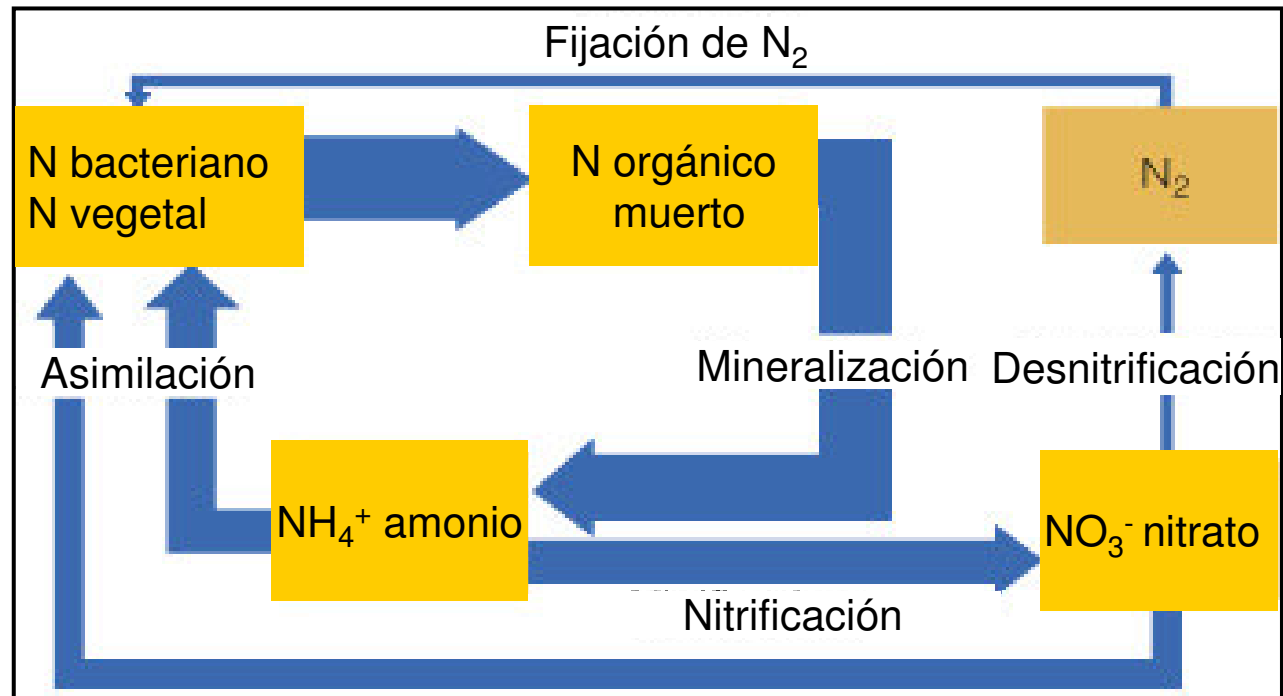 Fijación de N₂
N bacteriano
N vegetal
N orgánico
muerto
N₂
Asimilación
Mineralización
Desnitrificación
NH₄⁺ amonio
NO₃⁻ nitrato
Nitrificación